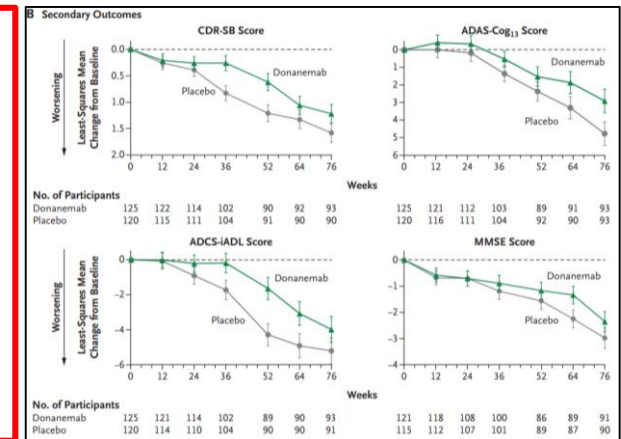 B Secondary Outcomes
CDR-SB Score
Worsening
Least-Squares Mean
Change from Baseline
0.0
0.5
1.0
1.5
2.0
Donanemab
Placebo
0 12 24 36 52 64 76
ADAS-Cog13 Score
0
1
2
3
4
5
6
Donanemab
Placebo
0 12 24 36 52 64 76
Weeks
No. of Participants
Donanemab 125 122 114 102 90 92 93 125 121 112 103 89 91 93
Placebo 120 115 111 104 91 90 90 120 116 111 104 92 90 93
ADCS-iADL Score
Worsening
Least-Squares Mean
Change from Baseline
0
−2
−4
−6
Donanemab
Placebo
0 12 24 36 52 64 76
MMSE Score
0
−1
−2
−3
−4
Donanemab
Placebo
0 12 24 36 52 64 76
Weeks
No. of Participants
Donanemab 125 121 114 102 89 90 93 121 118 108 100 86 89 91
Placebo 120 114 110 104 90 90 91 115 112 107 101 89 87 90